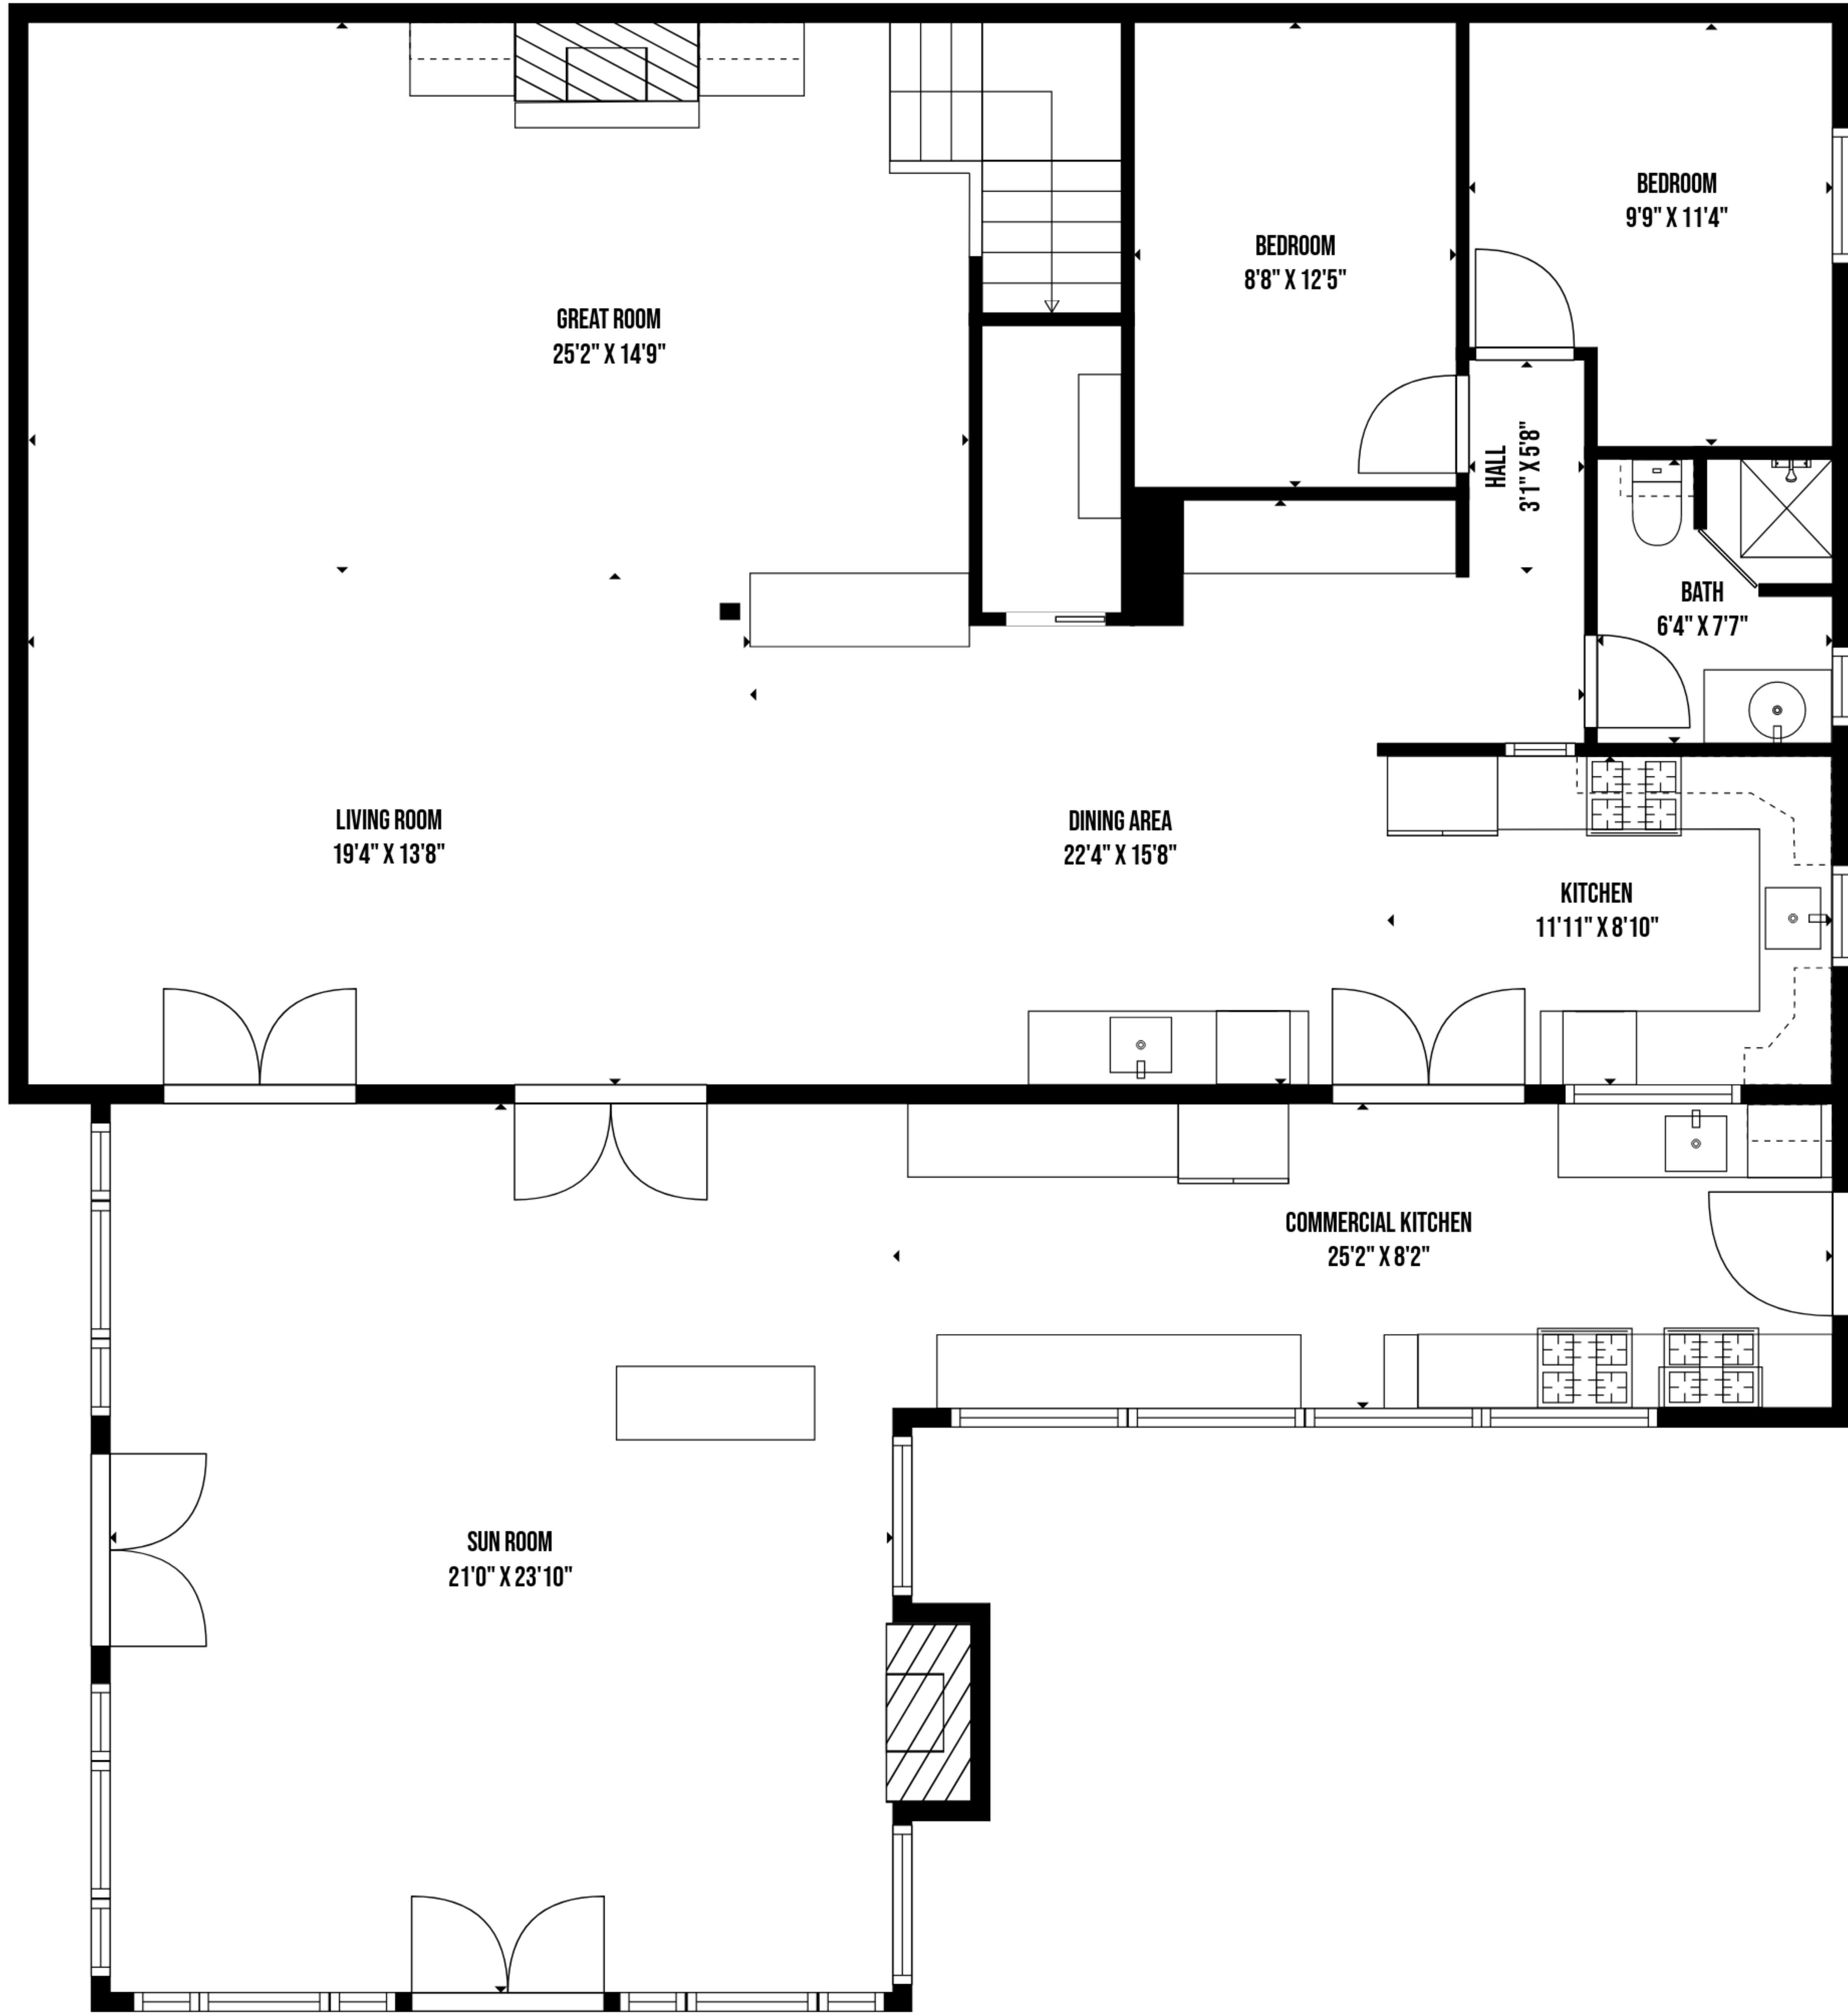 BEDROOM
9'9" X 11'4"
BEDROOM
8'8" X 12'5"
GREAT ROOM
25'2" X 14'9"
HALL
3'1" X 5'8"
BATH
6'4" X 7'7"
LIVING ROOM
19'4" X 13'8"
DINING AREA
22'4" X 15'8"
KITCHEN
11'11" X 8'10"
COMMERCIAL KITCHEN
25'2" X 8'2"
SUN ROOM
21'0" X 23'10"